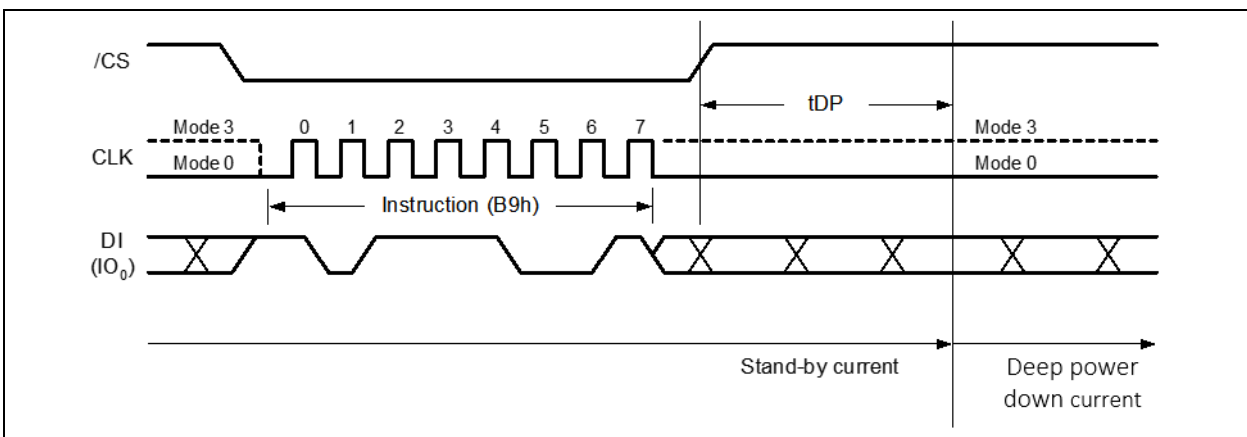 /CS
tDP
Mode 3 0 1 2 3 4 5 6 7 Mode 3
CLK
Mode 0 Mode 0
Instruction (B9h)
DI
(IO₀)
Stand-by current
Deep power
down current